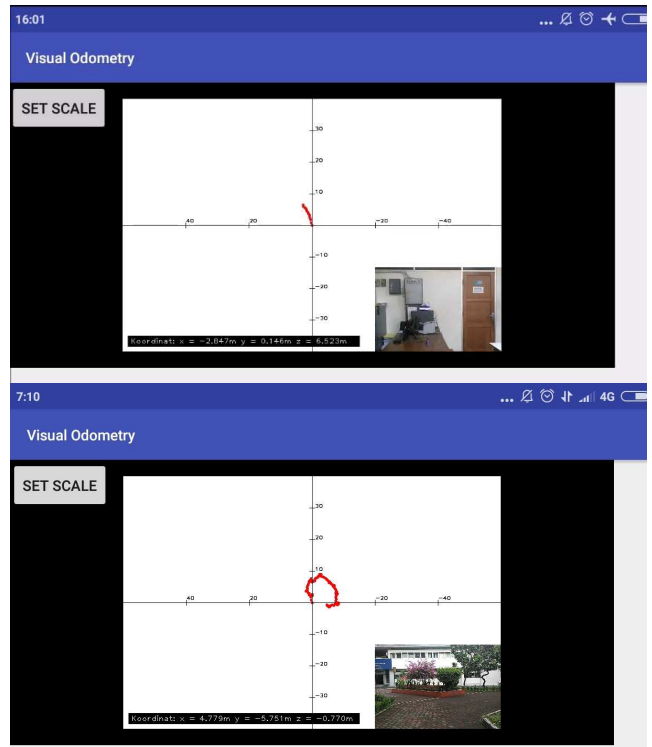 16:01 ...
Visual Odometry
SET SCALE
30
20
10
40 20 -20 -40
-10
-20
-30
Koordinat: x = -2.847m y = 0.146m z = 6.523m
7:10 ... 4G
Visual Odometry
SET SCALE
30
20
10
40 20 -20 -40
-10
-20
-30
Koordinat: x = 4.779m y = -5.751m z = -0.770m